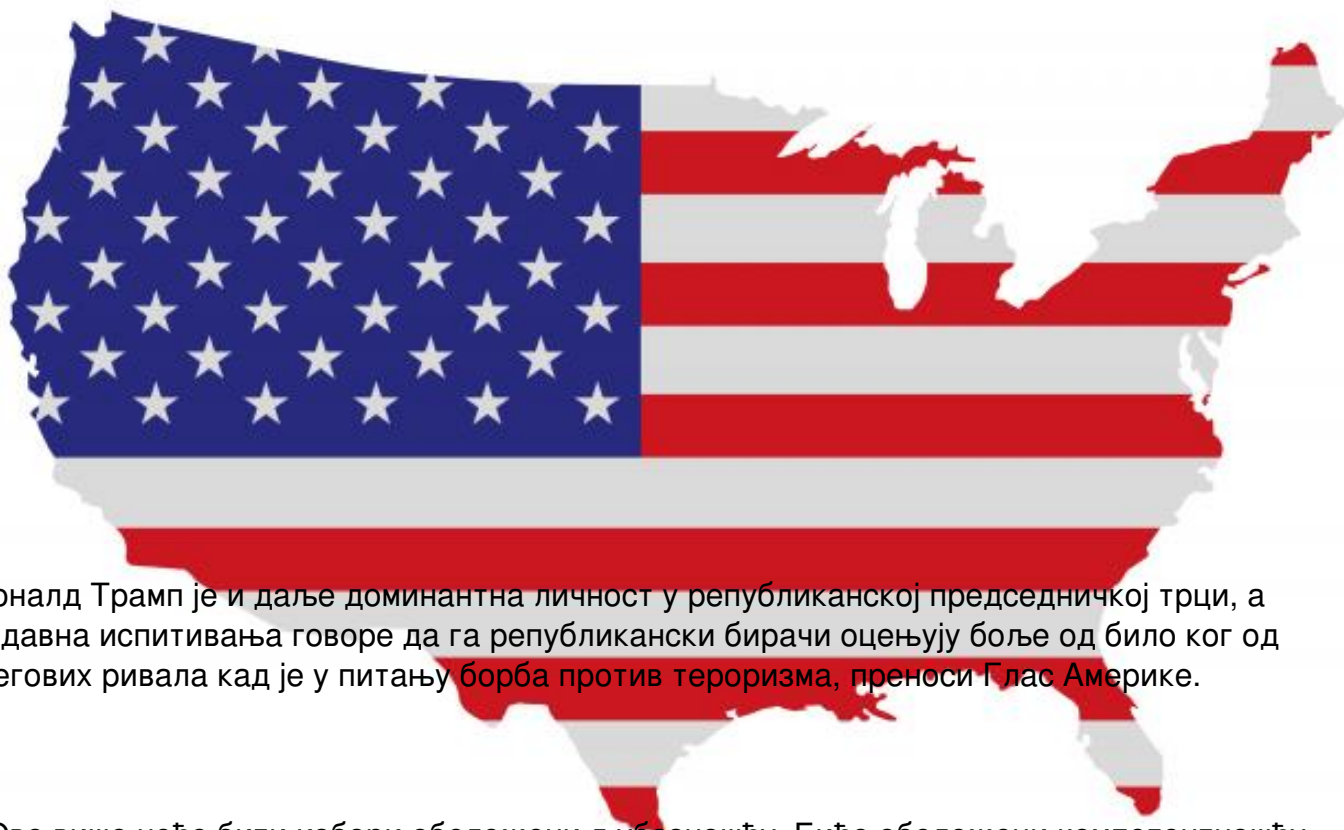 оналд Трамп је и даље доминантна личност у републиканској председничкој трци, а
давна испитивања говоре да га републикански бирачи оцењују боље од било ког од
егових ривала кад је у питању борба против тероризма, преноси Глас Америке.